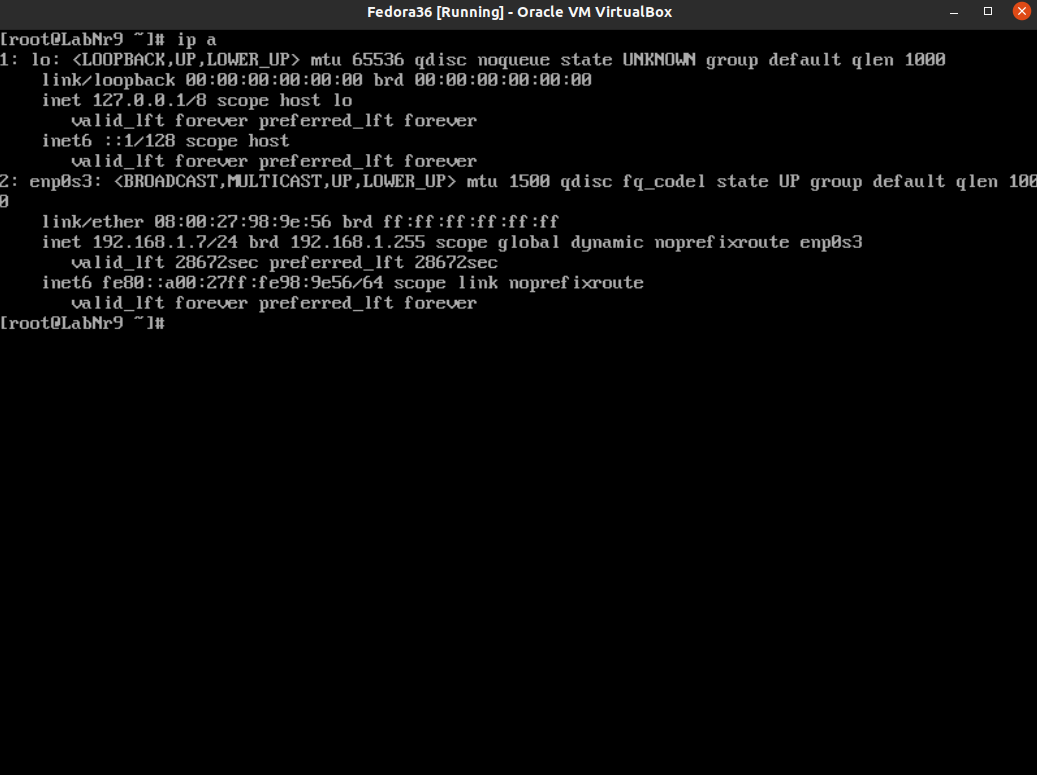 Fedora36 [Running] - Oracle VM VirtualBox
[root@LabNr9 ~]# ip a
1: lo: <LOOPBACK,UP,LOWER_UP> mtu 65536 qdisc noqueue state UNKNOWN group default qlen 1000
    link/loopback 00:00:00:00:00:00 brd 00:00:00:00:00:00
    inet 127.0.0.1/8 scope host lo
       valid_lft forever preferred_lft forever
    inet6 ::1/128 scope host
       valid_lft forever preferred_lft forever
2: enp0s3: <BROADCAST,MULTICAST,UP,LOWER_UP> mtu 1500 qdisc fq_codel state UP group default qlen 100
0
    link/ether 08:00:27:98:9e:56 brd ff:ff:ff:ff:ff:ff
    inet 192.168.1.7/24 brd 192.168.1.255 scope global dynamic noprefixroute enp0s3
       valid_lft 28672sec preferred_lft 28672sec
    inet6 fe80::a00:27ff:fe98:9e56/64 scope link noprefixroute
       valid_lft forever preferred_lft forever
[root@LabNr9 ~]#